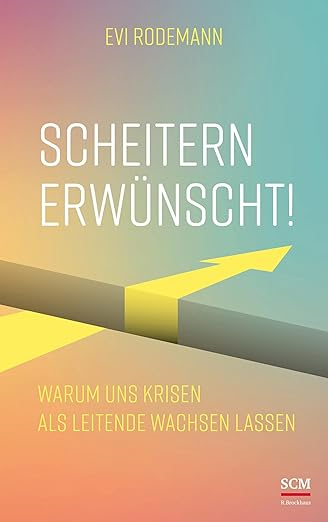 EVI RODEMANN
SCHEITERN
ERWÜNSCHT!
WARUM UNS KRISEN
ALS LEITENDE WACHSEN LASSEN
SCM
R.Brockhaus